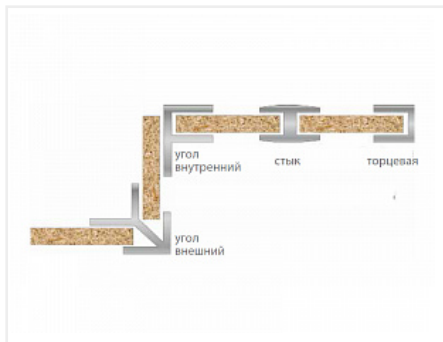 угол
внутренний
стык
торцевая
угол
внешний